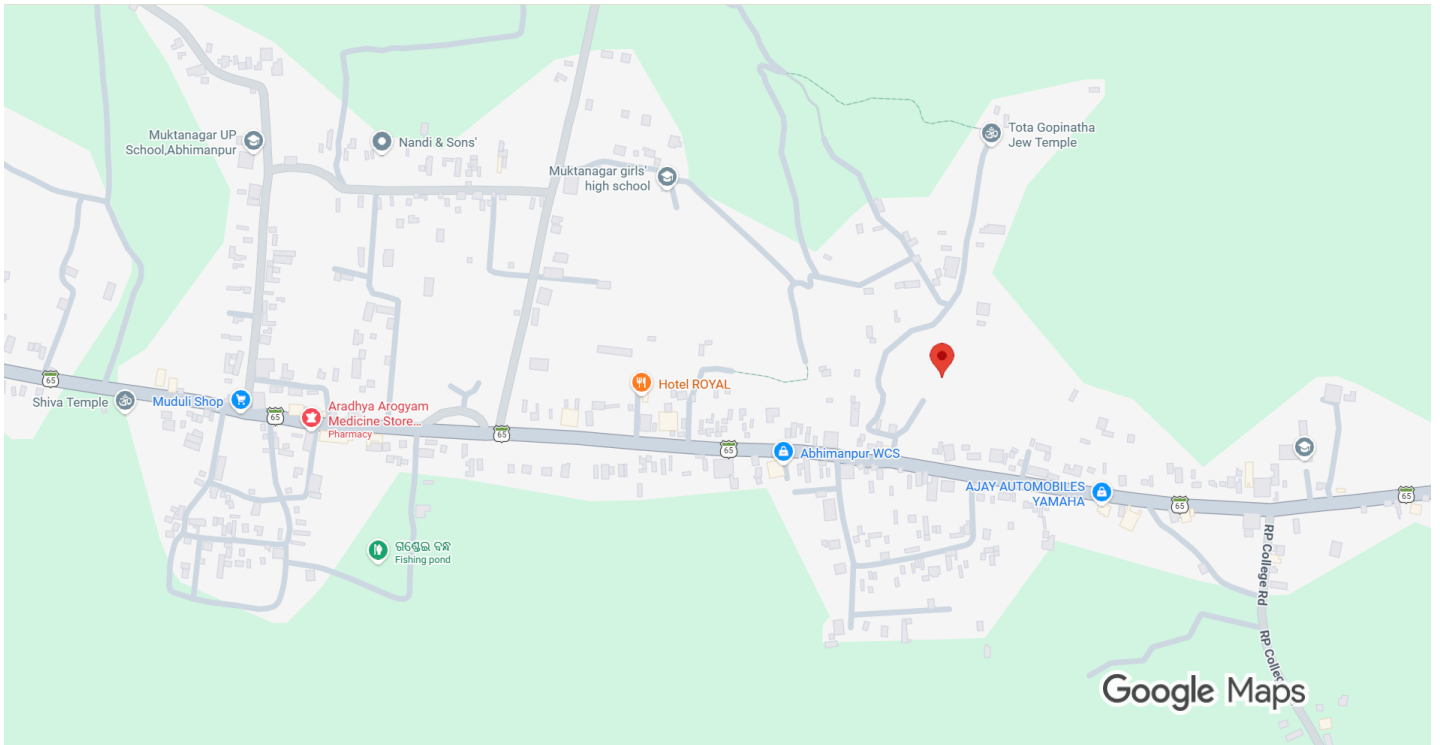 Muktanagar UP
School,Abhimanpur
Nandi & Sons'
Muktanagar girls'
high school
Tota Gopinatha
Jew Temple
65
Shiva Temple
Muduli Shop
65
Aradhya Arogyam
Medicine Store...
Pharmacy
65
Hotel ROYAL
65
Abhimanpur WCS
AJAY AUTOMOBILES
YAMAHA
65
65
ଗଣ୍ଡେଇ ବନ୍ଧ
Fishing pond
RP College Rd
RP Colleg
Google Maps